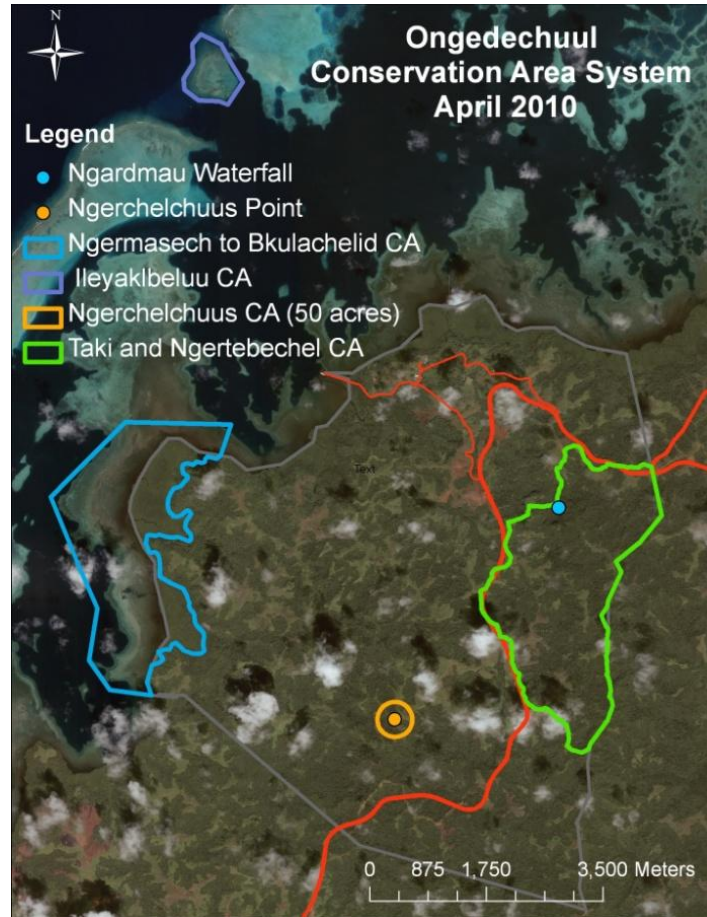 N
Ongedechuul
Conservation Area System
April 2010
Legend
Ngardmau Waterfall
Ngerchelchuus Point
Ngermasech to Bkulachelid CA
Ileyaklbeluu CA
Ngerchelchuus CA (50 acres)
Taki and Ngertebechel CA
Text
0 875 1,750 3,500 Meters